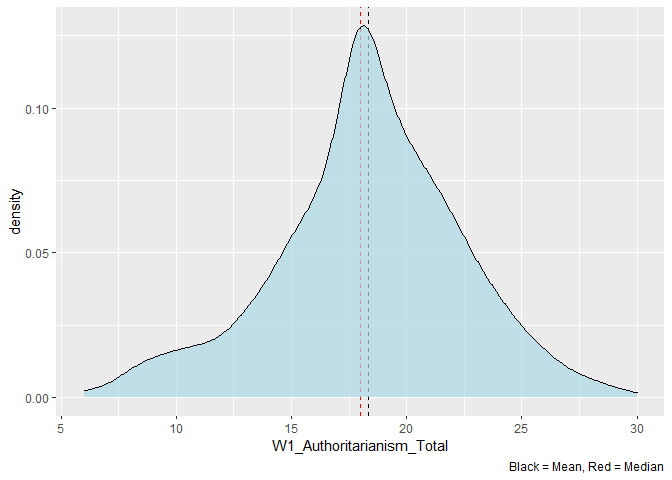 0.10
0.05
0.00
density
5 10 15 20 25 30
W1_Authoritarianism_Total
Black = Mean, Red = Median